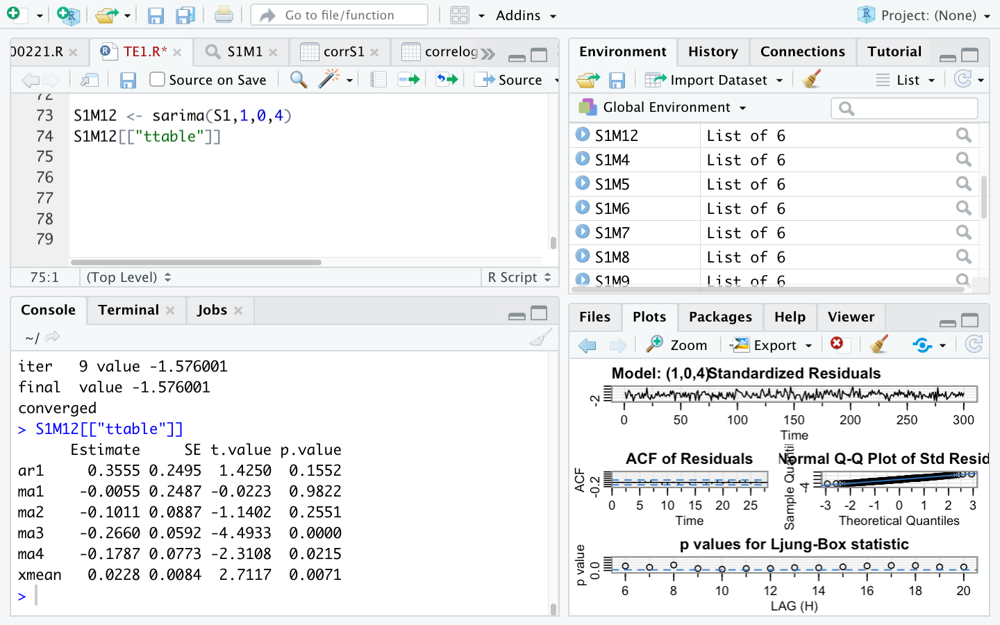 Go to file/function
Addins
Project: (None)
00221.R
TE1.R*
S1M1
corrS1
correlog
Source on Save
Source
72
73 S1M12 <- sarima(S1,1,0,4)
74 S1M12[["ttable"]]
75
76
77
78
79
75:1 (Top Level) R Script
Console Terminal Jobs
~/
iter 9 value -1.576001
final value -1.576001
converged
> S1M12[["ttable"]]
Estimate SE t.value p.value
ar1 0.3555 0.2495 1.4250 0.1552
ma1 -0.0055 0.2487 -0.0223 0.9822
ma2 -0.1011 0.0887 -1.1402 0.2551
ma3 -0.2660 0.0592 -4.4933 0.0000
ma4 -0.1787 0.0773 -2.3108 0.0215
xmean 0.0228 0.0084 2.7117 0.0071
>
Environment History Connections Tutorial
Import Dataset List
Global Environment
S1M12 List of 6
S1M4 List of 6
S1M5 List of 6
S1M6 List of 6
S1M7 List of 6
S1M8 List of 6
S1M9 List of 6
Files Plots Packages Help Viewer
Zoom Export
Model: (1,0,4) Standardized Residuals
-2
0 50 100 150 200 250 300
Time
ACF of Residuals
ACF
-0.2
0 5 10 15 20 25
Time
Normal Q-Q Plot of Std Resid
Sample Quantil
-4
-3 -2 -1 0 1 2 3
Theoretical Quantiles
p values for Ljung-Box statistic
p value
0.0
6 8 10 12 14 16 18 20
LAG (H)